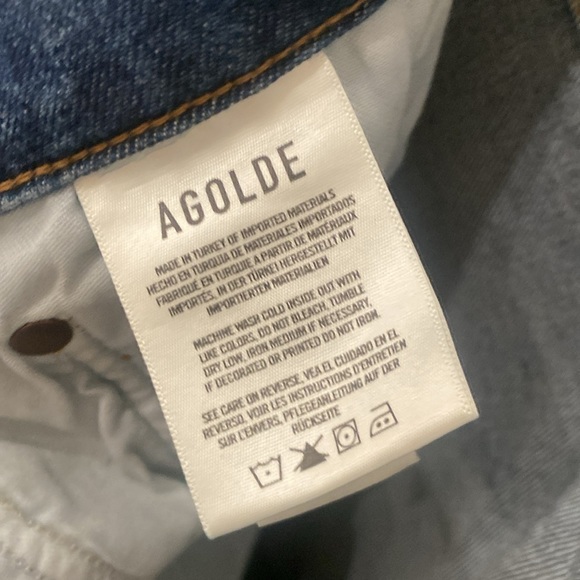 AGOLDE
MADE IN TURKEY OF IMPORTED MATERIALS
HECHO EN TURQUIA DE MATERIALES IMPORTADOS
FABRIQUE EN TURQUIE A PARTIR DE MATÉRIAUX
IMPORTÉS, IN DER TÜRKEI HERGESTELLT MIT
IMPORTIERTEN MATERIALIEN
MACHINE WASH COLD INSIDE OUT WITH
LIKE COLORS, DO NOT BLEACH, TUMBLE
DRY LOW, IRON MEDIUM IF NECESSARY,
IF DECORATED OR PRINTED DO NOT IRON.
SEE CARE ON REVERSE, VEA EL CUIDADO EN EL
REVERSO, VOIR LES INSTRUCTIONS D'ENTRETIEN
SUR L'ENVERS, PFLEGEANLEITUNG AUF DER
RÜCKSEITE